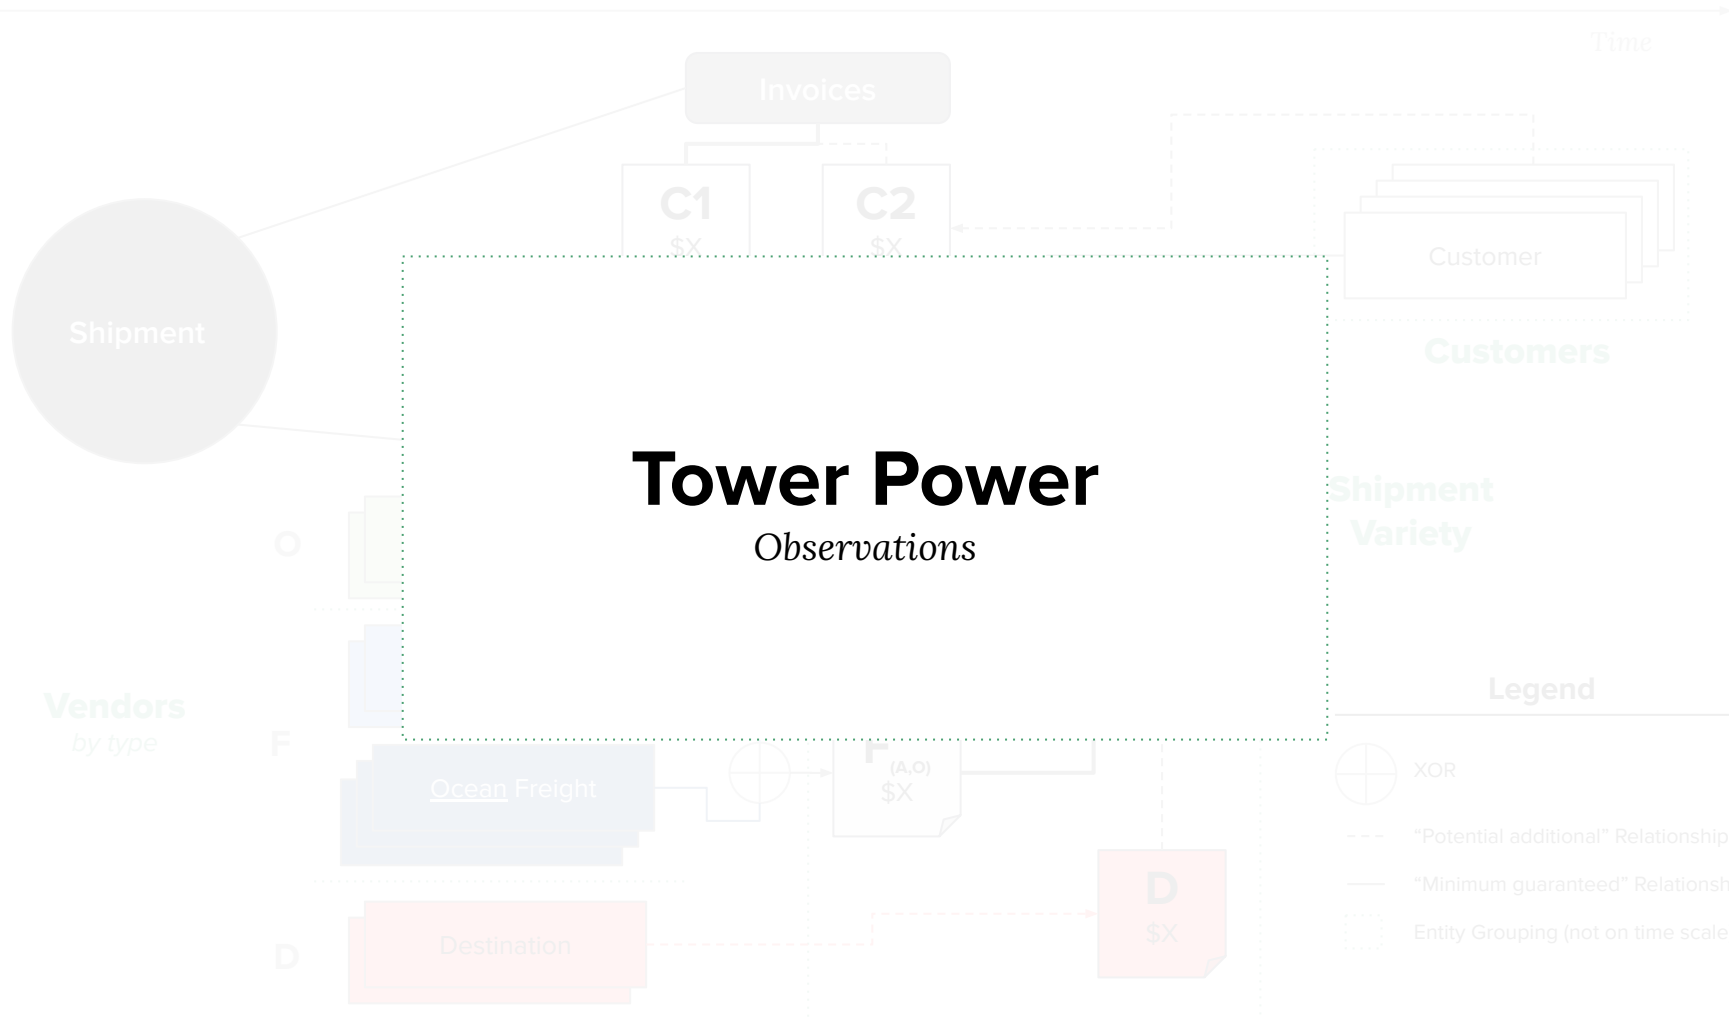 Time
Invoices
C1
C2
$X
$X
Customer
Shipment
Customers
Tower Power
Shipment
Variety
Observations
O
Legend
Vendors
by type
F
XOR
(A,O)
Ocean Freight
$X
“Potential additional” Relationship
D
“Minimum guaranteed” Relationsh
$X
Entity Grouping (not on time scale
Destination
D